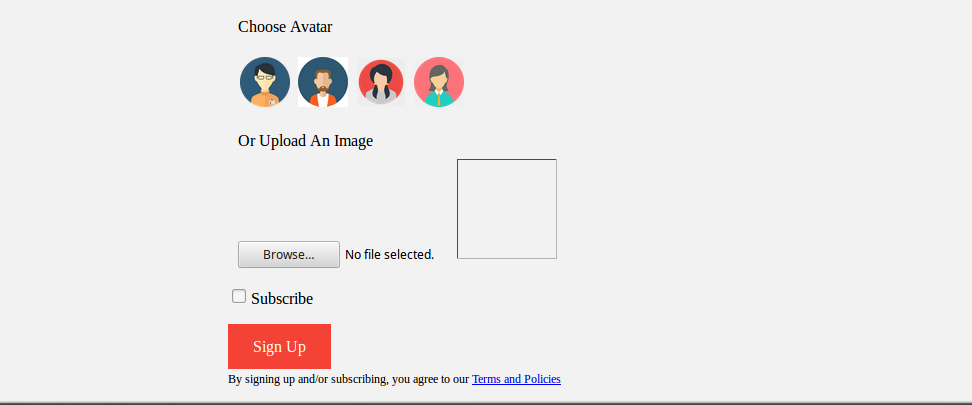 Choose Avatar
Or Upload An Image
Browse... No file selected.
Subscribe
Sign Up
By signing up and/or subscribing, you agree to our Terms and Policies